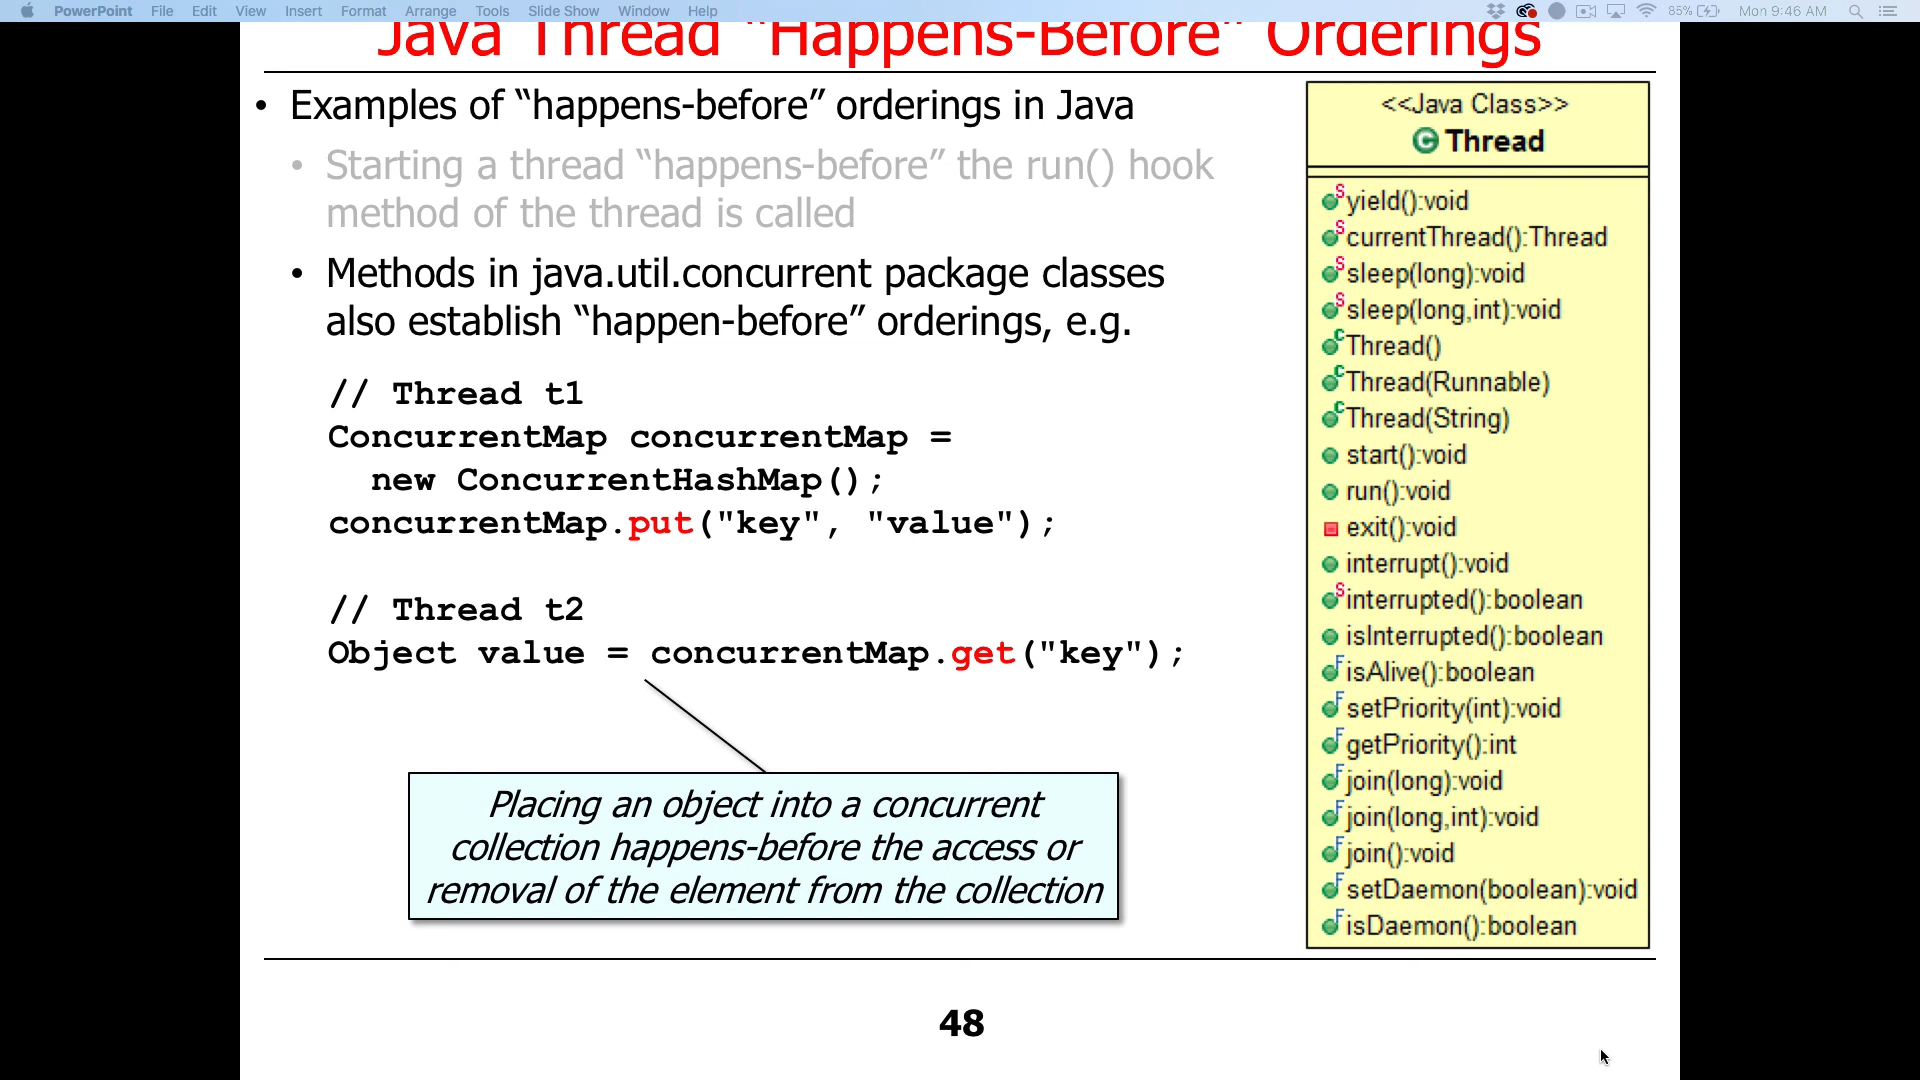 PowerPoint File Edit View Insert Format Arrange Tools Slide Show Window Help 85% Mon 9:46 AM
Java Thread “Happens-Before” Orderings
• Examples of “happens-before” orderings in Java
• Starting a thread “happens-before” the run() hook
method of the thread is called
• Methods in java.util.concurrent package classes
also establish “happen-before” orderings, e.g.
// Thread t1
ConcurrentMap concurrentMap =
new ConcurrentHashMap();
concurrentMap.put("key", "value");
// Thread t2
Object value = concurrentMap.get("key");
Placing an object into a concurrent
collection happens-before the access or
removal of the element from the collection
<<Java Class>>
C Thread
S yield():void
S currentThread():Thread
S sleep(long):void
S sleep(long,int):void
C Thread()
C Thread(Runnable)
C Thread(String)
start():void
run():void
exit():void
interrupt():void
S interrupted():boolean
isInterrupted():boolean
F isAlive():boolean
F setPriority(int):void
F getPriority():int
F join(long):void
F join(long,int):void
F join():void
F setDaemon(boolean):void
F isDaemon():boolean
48